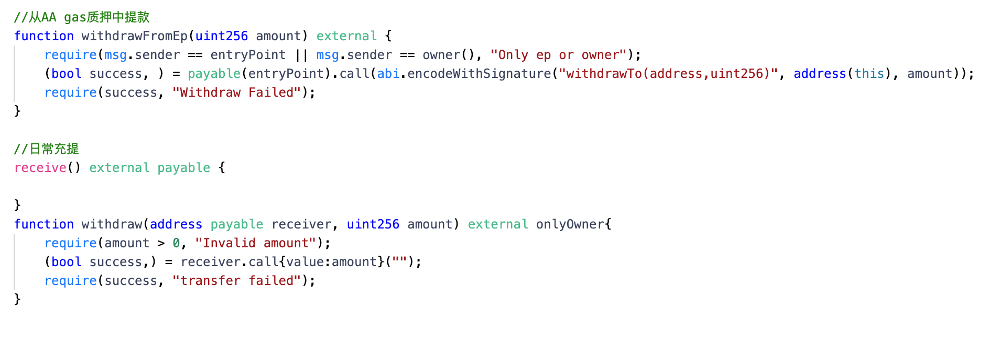 //从AA gas质押中提款
function withdrawFromEp(uint256 amount) external {
    require(msg.sender == entryPoint || msg.sender == owner(), "Only ep or owner");
    (bool success, ) = payable(entryPoint).call(abi.encodeWithSignature("withdrawTo(address,uint256)", address(this), amount));
    require(success, "Withdraw Failed");
}
//日常充提
receive() external payable {
}
function withdraw(address payable receiver, uint256 amount) external onlyOwner{
    require(amount > 0, "Invalid amount");
    (bool success,) = receiver.call{value:amount}("");
    require(success, "transfer failed");
}